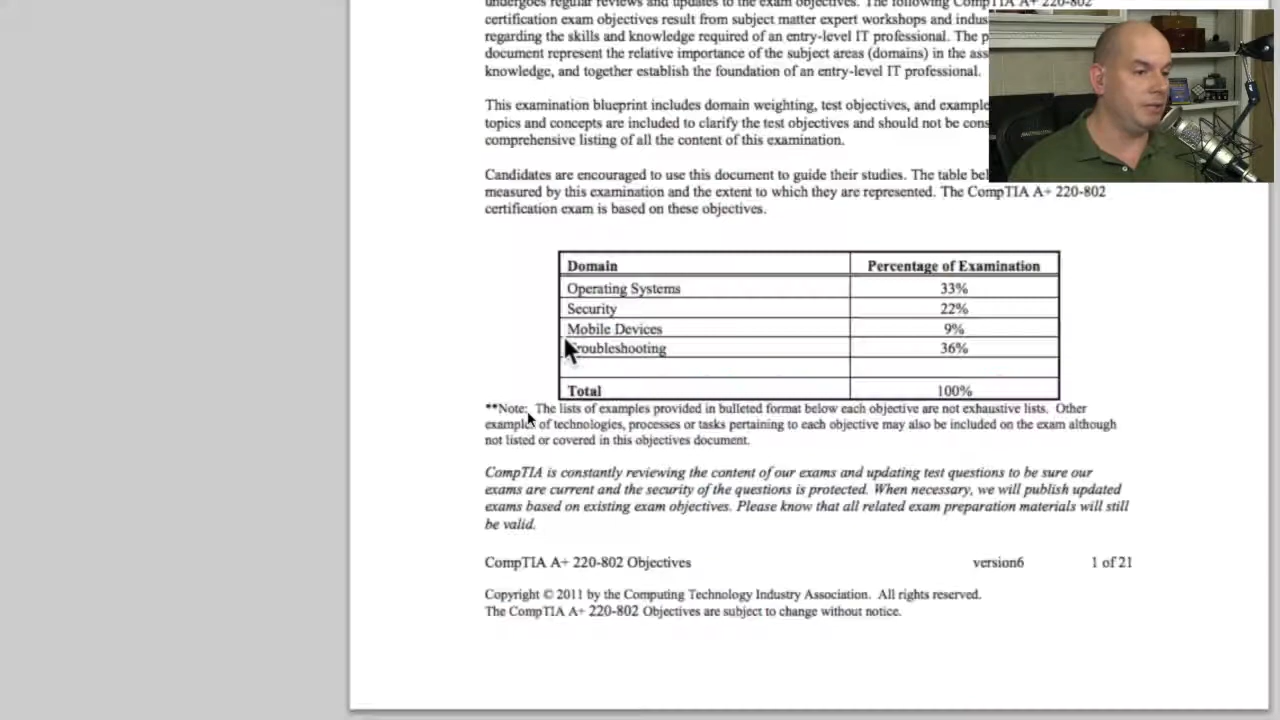 undergoes regular reviews and updates to the exam objectives. The following CompTIA A+ 220-802
certification exam objectives result from subject matter expert workshops and indus
regarding the skills and knowledge required of an entry-level IT professional. The p
document represent the relative importance of the subject areas (domains) in the ass
knowledge, and together establish the foundation of an entry-level IT professional.
This examination blueprint includes domain weighting, test objectives, and example
topics and concepts are included to clarify the test objectives and should not be cons
comprehensive listing of all the content of this examination.
Candidates are encouraged to use this document to guide their studies. The table bel
measured by this examination and the extent to which they are represented. The CompTIA A+ 220-802
certification exam is based on these objectives.
Domain Percentage of Examination
Operating Systems 33%
Security 22%
Mobile Devices 9%
Troubleshooting 36%
Total 100%
**Note: The lists of examples provided in bulleted format below each objective are not exhaustive lists. Other
examples of technologies, processes or tasks pertaining to each objective may also be included on the exam although
not listed or covered in this objectives document.
CompTIA is constantly reviewing the content of our exams and updating test questions to be sure our
exams are current and the security of the questions is protected. When necessary, we will publish updated
exams based on existing exam objectives. Please know that all related exam preparation materials will still
be valid.
CompTIA A+ 220-802 Objectives version6 1 of 21
Copyright © 2011 by the Computing Technology Industry Association. All rights reserved.
The CompTIA A+ 220-802 Objectives are subject to change without notice.